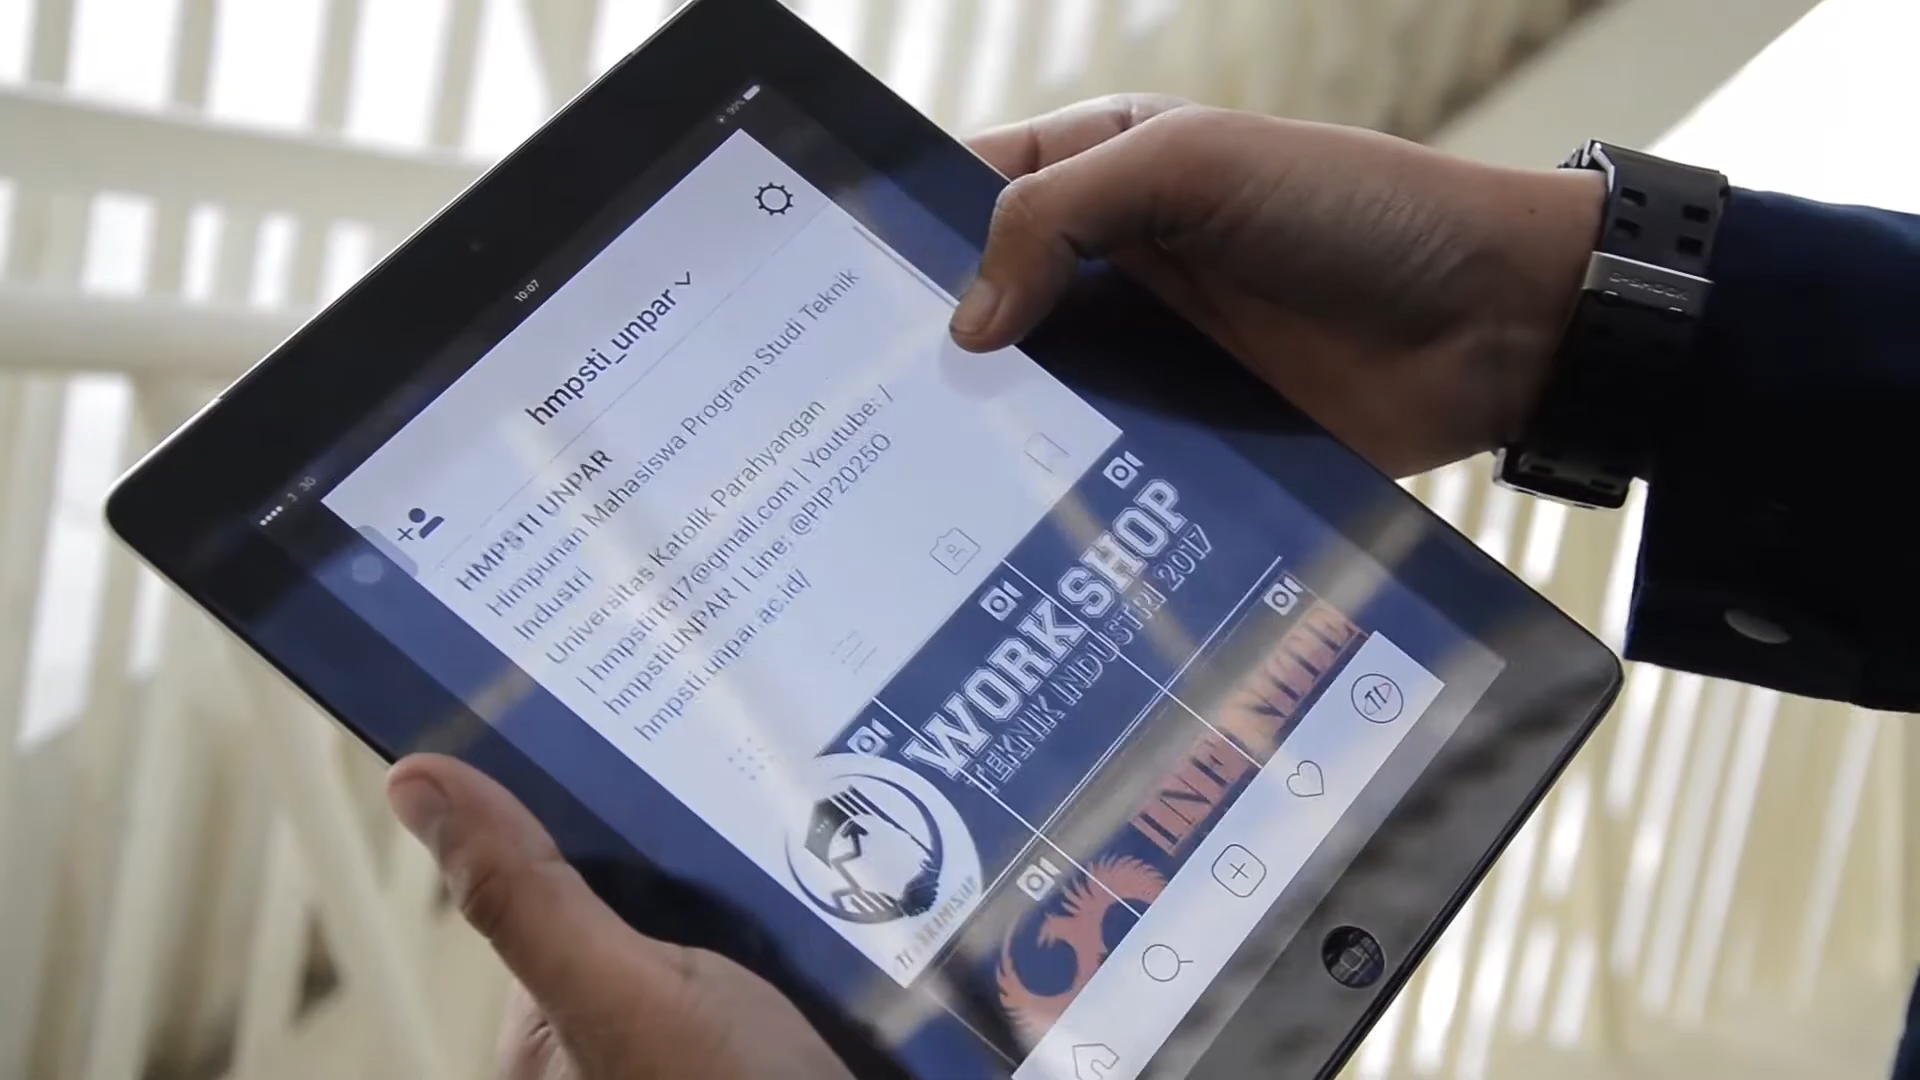 10:07
99%
hmpsti_unpar
HMPSTI UNPAR
Himpunan Mahasiswa Program Studi Teknik
Industri
Universitas Katolik Parahyangan
| hmpsti1617@gmail.com | Youtube: /
hmpstiUNPAR | Line: @PIP2025O
hmpsti.unpar.ac.id/
WORKSHOP
TEKNIK INDUSTRI 2017
G-SHOCK